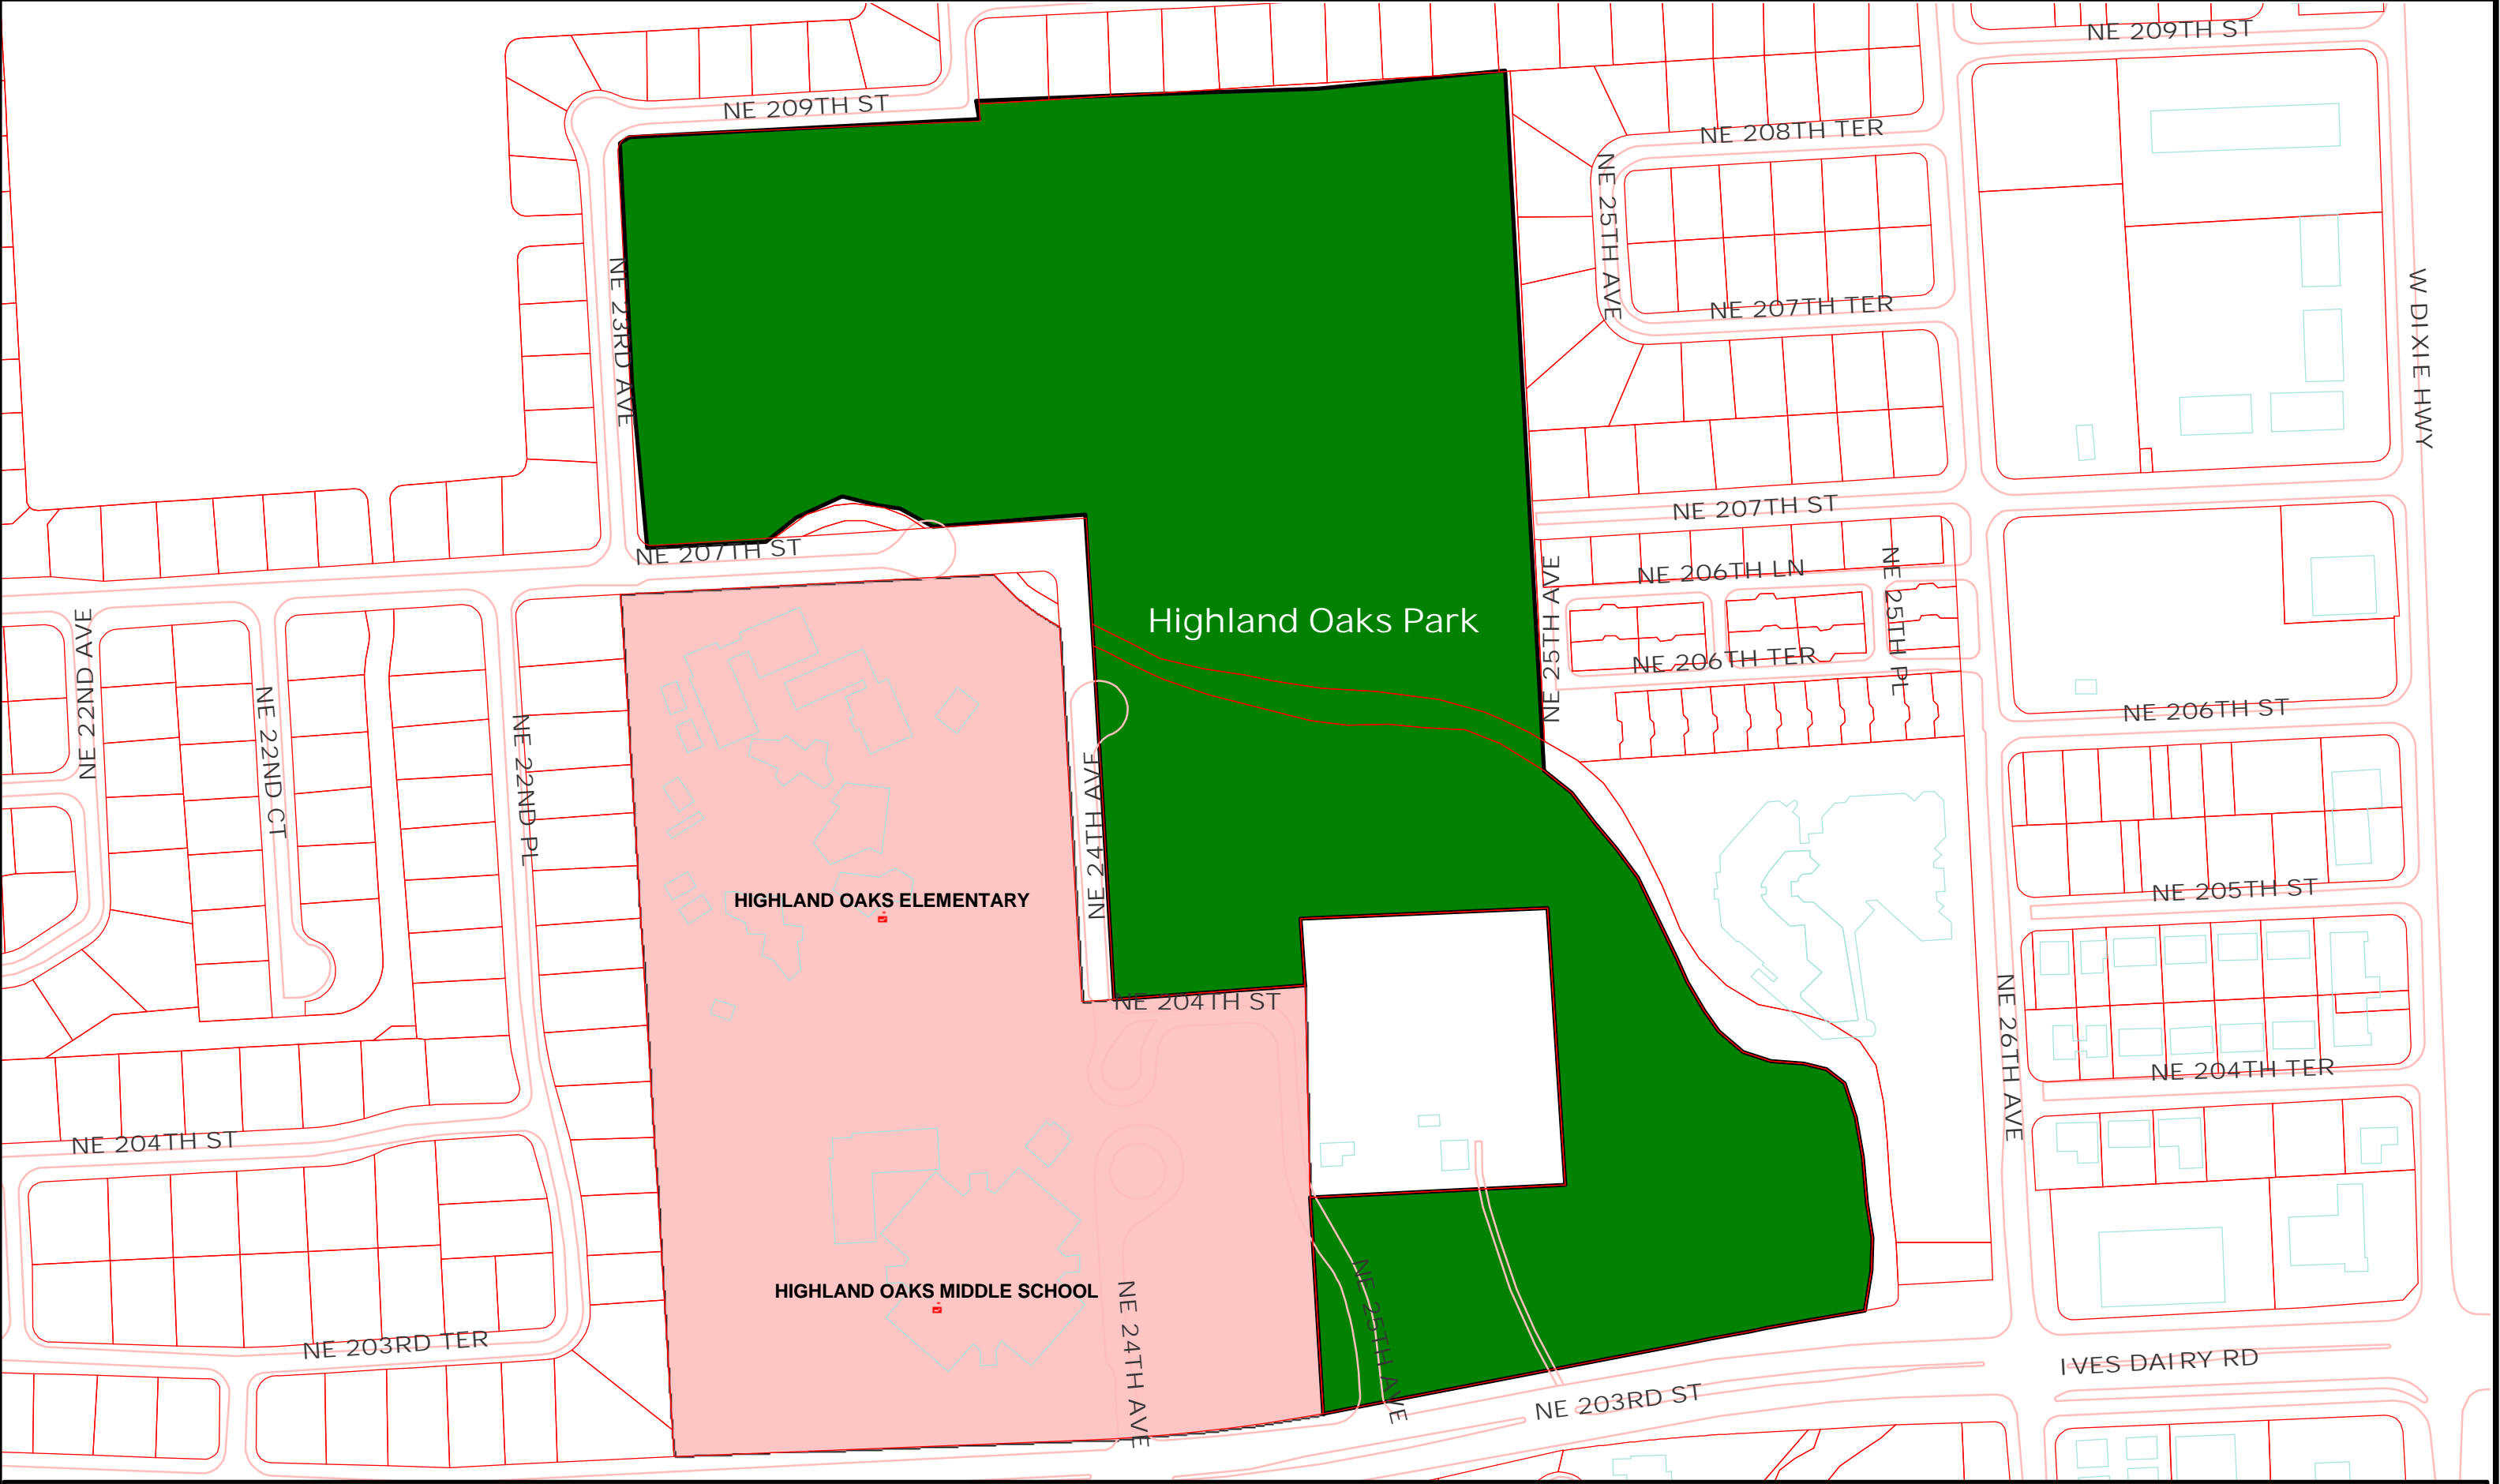 NE 209TH ST
NE 209TH ST
NE 208TH TER
NE 25TH AVE
NE 23RD AVE
W DIXIE HWY
NE 207TH TER
NE 207TH ST
NE 207TH ST
NE 206TH LN
NE 25TH PL
NE 25TH AVE
NE 206TH TER
Highland Oaks Park
NE 22ND AVE
NE 22ND CT
NE 22ND PL
NE 206TH ST
NE 24TH AVE
HIGHLAND OAKS ELEMENTARY
NE 205TH ST
NE 204TH ST
NE 26TH AVE
NE 204TH TER
NE 204TH ST
HIGHLAND OAKS MIDDLE SCHOOL
NE 24TH AVE
NE 25TH AVE
NE 203RD TER
IVES DAIRY RD
NE 203RD ST